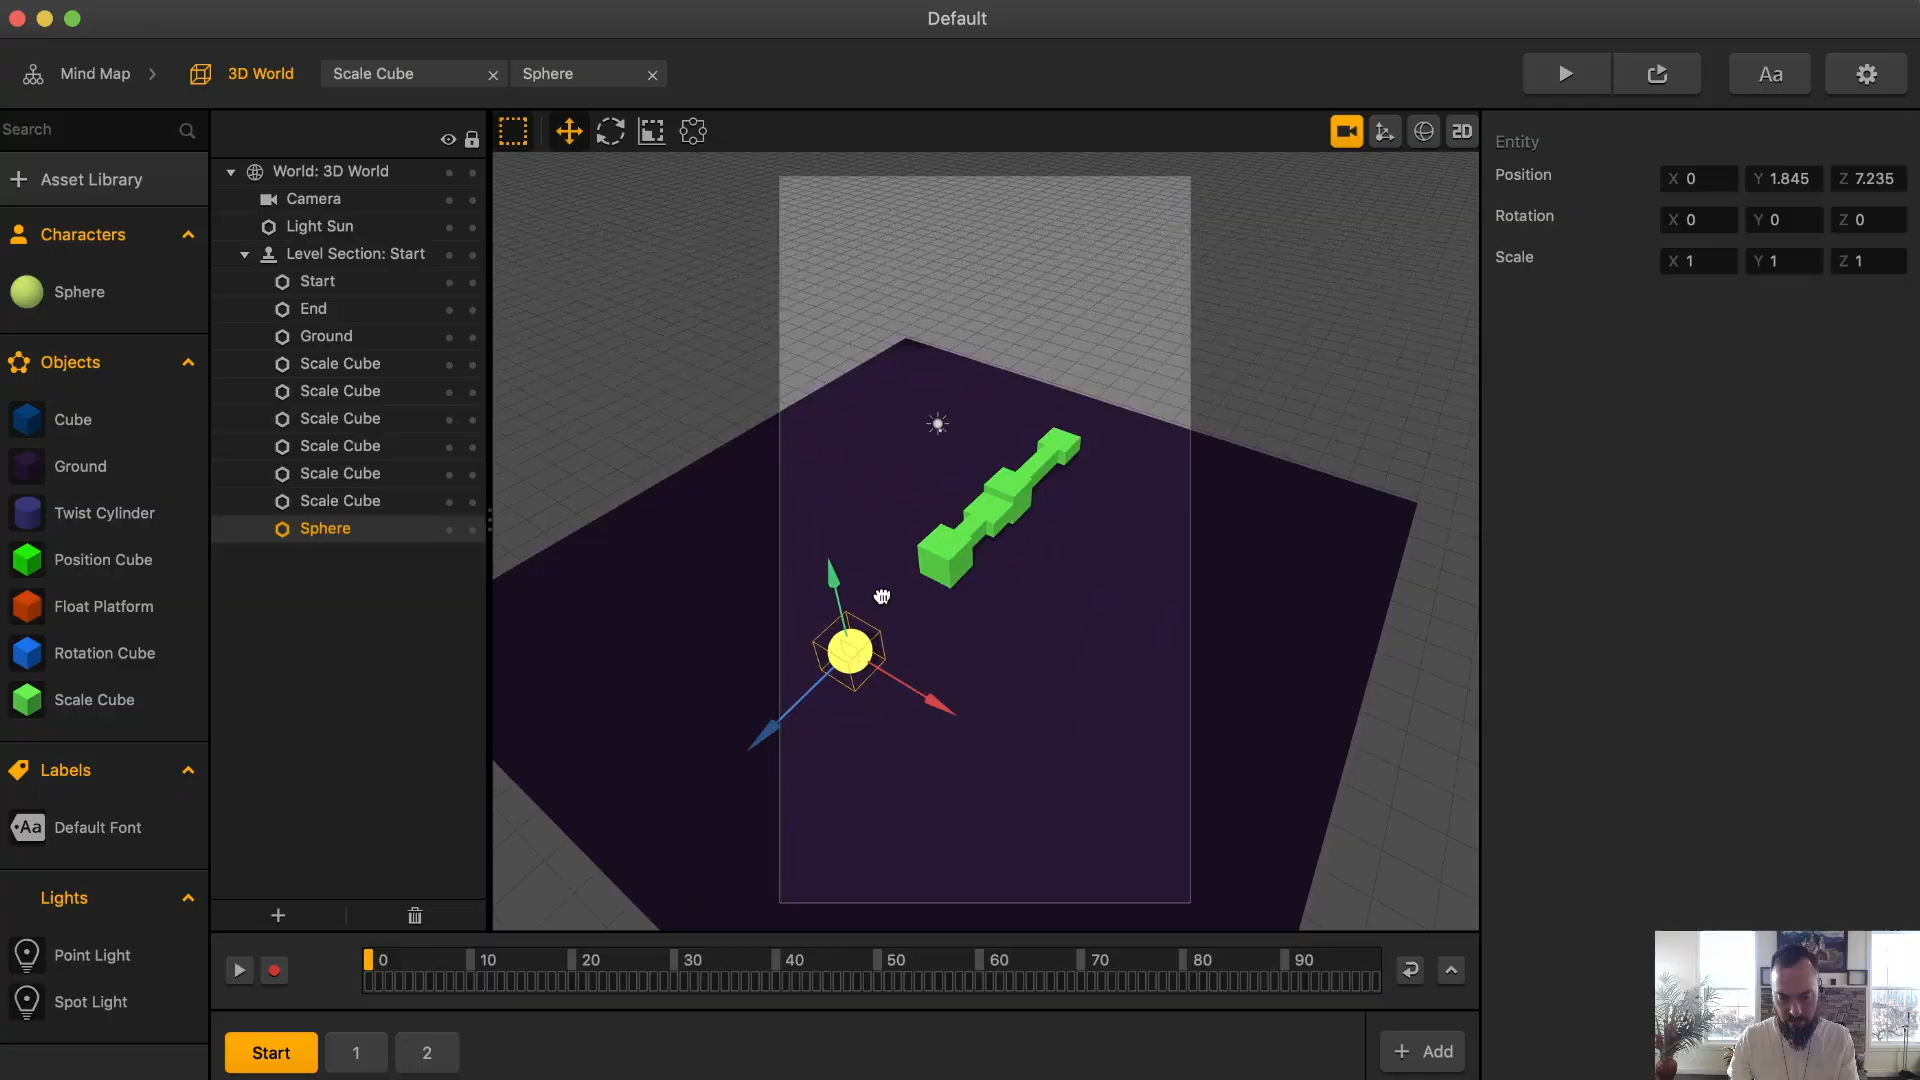 Default
Mind Map
3D World
Scale Cube
Sphere
Aa
Search
Asset Library
Characters
Sphere
Objects
Cube
Ground
Twist Cylinder
Position Cube
Float Platform
Rotation Cube
Scale Cube
Labels
Aa Default Font
Lights
Point Light
Spot Light
World: 3D World
Camera
Light Sun
Level Section: Start
Start
End
Ground
Scale Cube
Scale Cube
Scale Cube
Scale Cube
Scale Cube
Scale Cube
Sphere
2D
Entity
Position X 0 Y 1.845 Z 7.235
Rotation X 0 Y 0 Z 0
Scale X 1 Y 1 Z 1
0 10 20 30 40 50 60 70 80 90
Start 1 2
+ Add